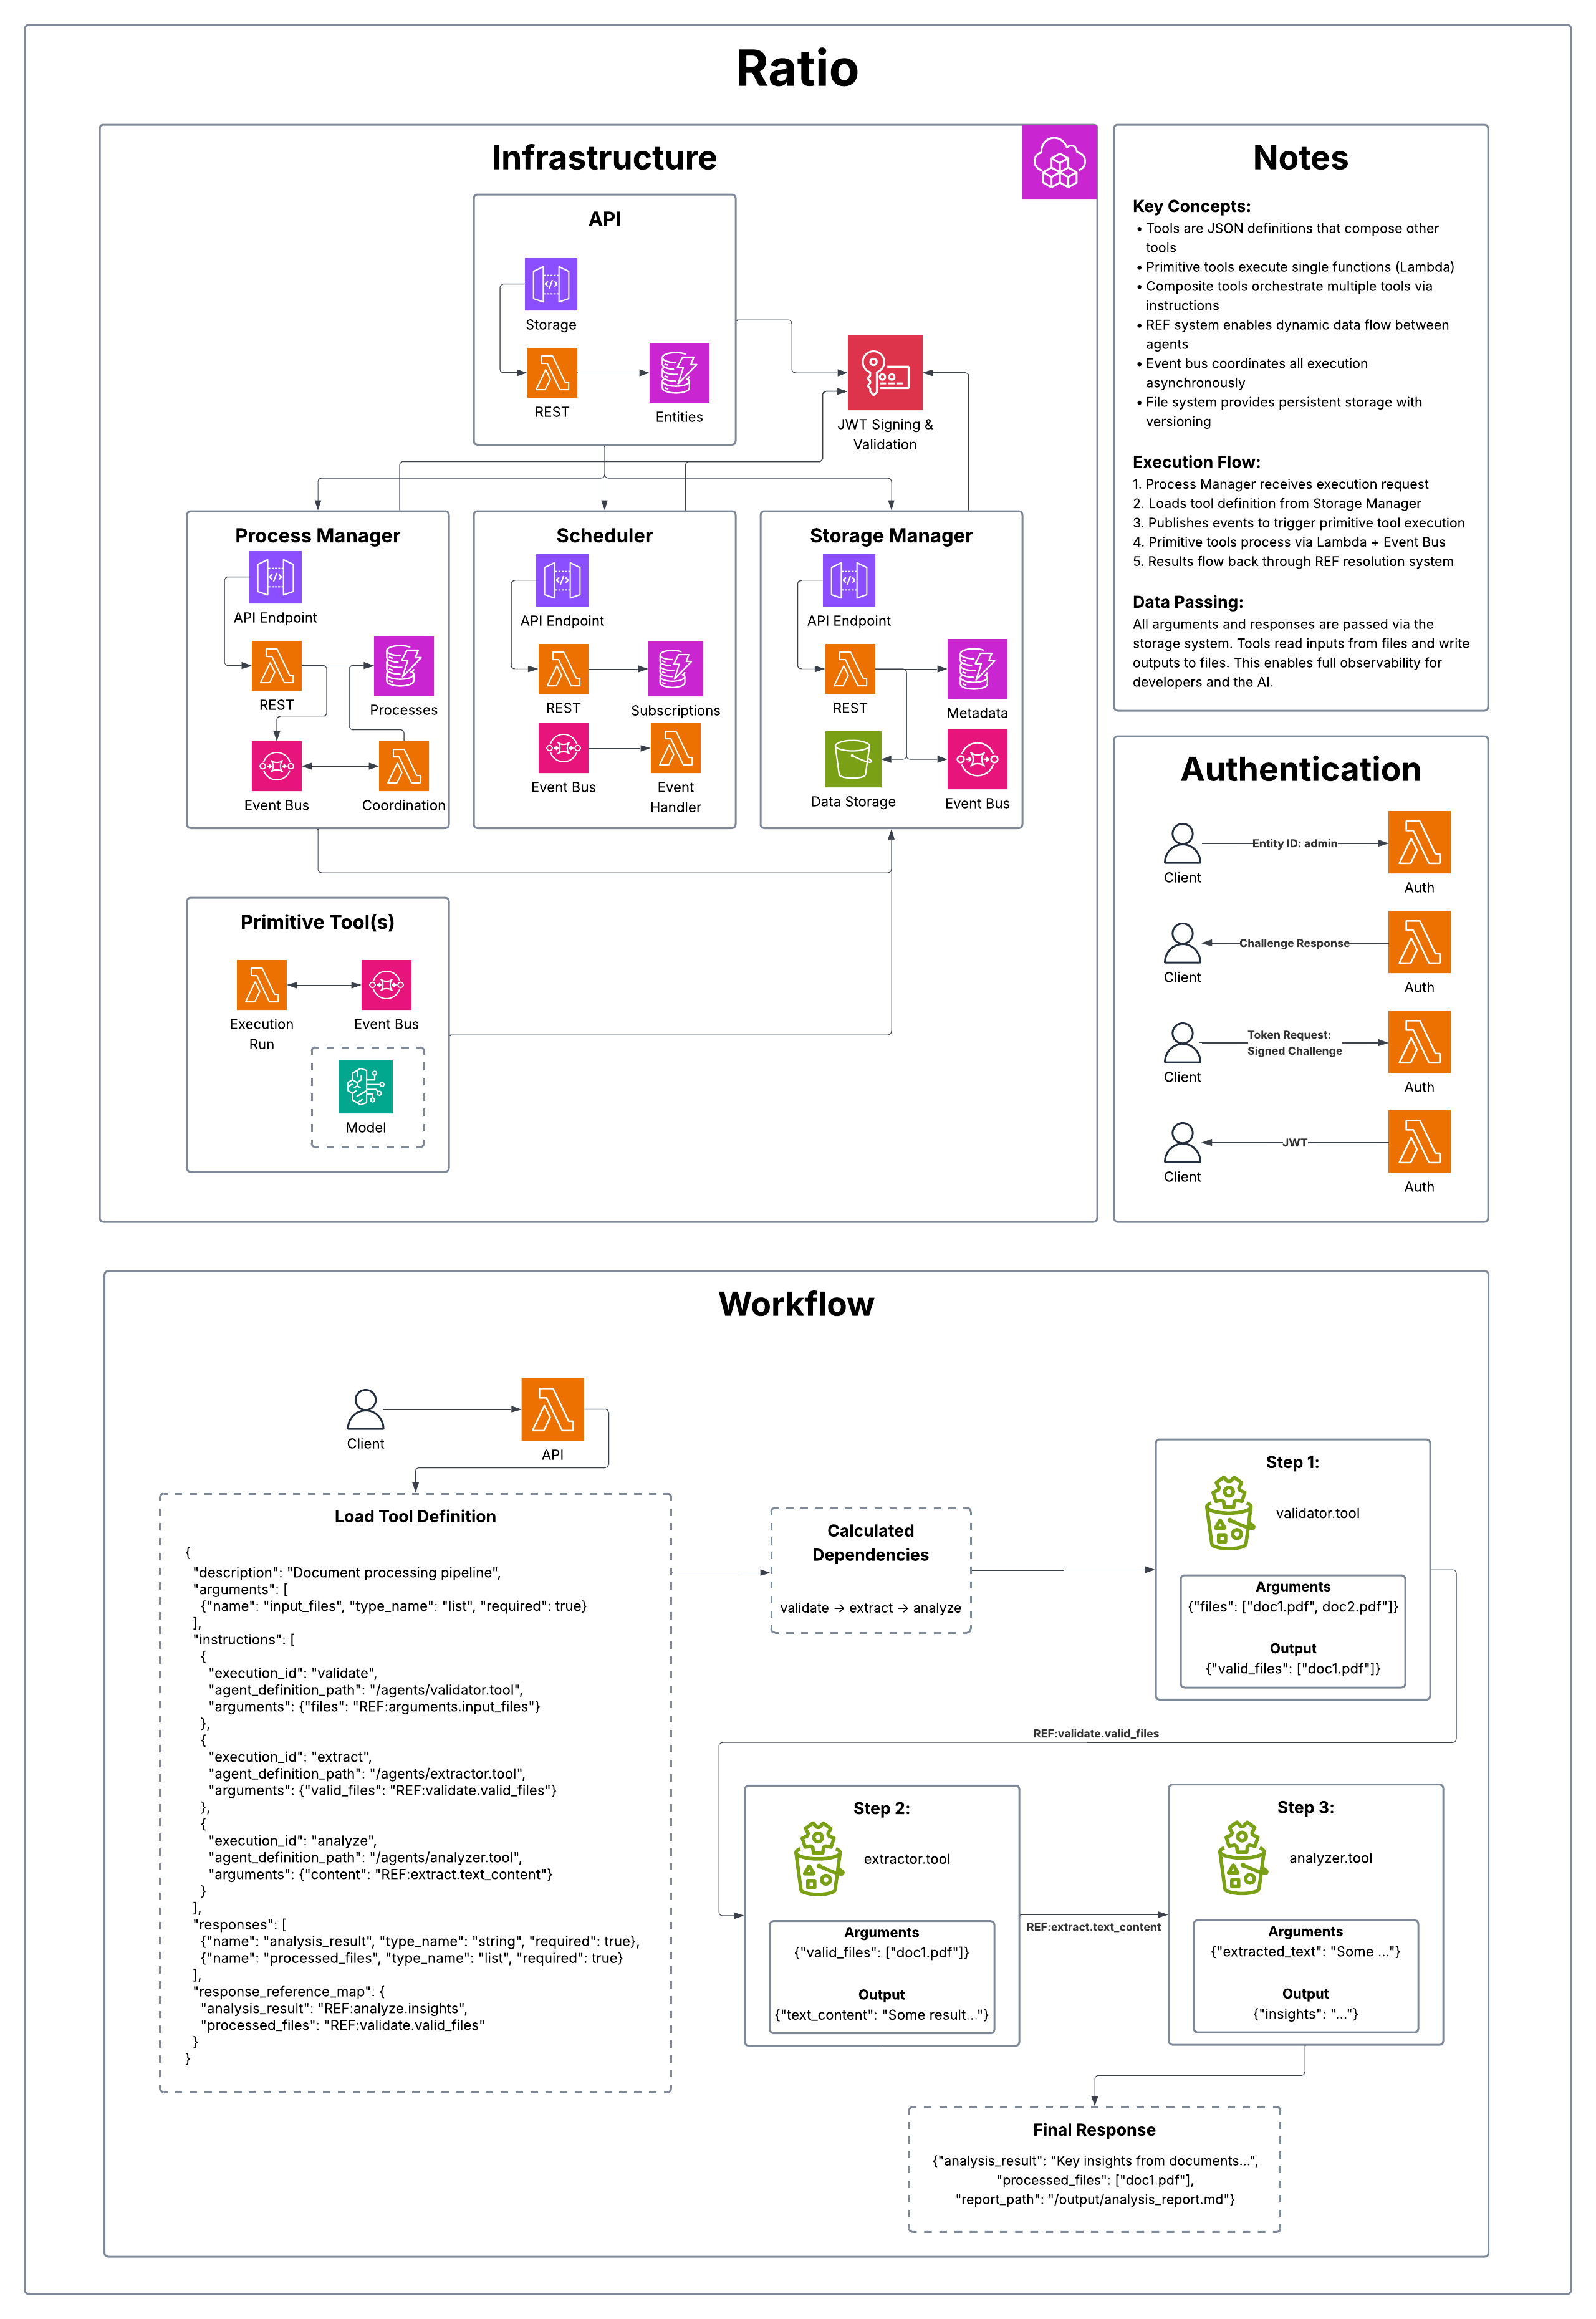 Ratio
Infrastructure
API
Storage
REST
Entities
JWT Signing &
Validation
Process Manager
API Endpoint
REST
Processes
Event Bus
Coordination
Scheduler
API Endpoint
REST
Subscriptions
Event Bus
Event
Handler
Storage Manager
API Endpoint
REST
Metadata
Data Storage
Event Bus
Primitive Tool(s)
Execution
Run
Event Bus
Model
Notes
Key Concepts:
• Tools are JSON definitions that compose other
tools
• Primitive tools execute single functions (Lambda)
• Composite tools orchestrate multiple tools via
instructions
• REF system enables dynamic data flow between
agents
• Event bus coordinates all execution
asynchronously
• File system provides persistent storage with
versioning
Execution Flow:
1. Process Manager receives execution request
2. Loads tool definition from Storage Manager
3. Publishes events to trigger primitive tool execution
4. Primitive tools process via Lambda + Event Bus
5. Results flow back through REF resolution system
Data Passing:
All arguments and responses are passed via the
storage system. Tools read inputs from files and write
outputs to files. This enables full observability for
developers and the AI.
Authentication
Client
Entity ID: admin
Auth
Client
Challenge Response
Auth
Client
Token Request:
Signed Challenge
Auth
Client
JWT
Auth
Workflow
Client
API
Load Tool Definition
{
"description": "Document processing pipeline",
"arguments": [
{"name": "input_files", "type_name": "list", "required": true}
],
"instructions": [
{
"execution_id": "validate",
"agent_definition_path": "/agents/validator.tool",
"arguments": {"files": "REF:arguments.input_files"}
},
{
"execution_id": "extract",
"agent_definition_path": "/agents/extractor.tool",
"arguments": {"valid_files": "REF:validate.valid_files"}
},
{
"execution_id": "analyze",
"agent_definition_path": "/agents/analyzer.tool",
"arguments": {"content": "REF:extract.text_content"}
}
],
"responses": [
{"name": "analysis_result", "type_name": "string", "required": true},
{"name": "processed_files", "type_name": "list", "required": true}
],
"response_reference_map": {
"analysis_result": "REF:analyze.insights",
"processed_files": "REF:validate.valid_files"
}
}
Calculated
Dependencies
validate → extract → analyze
Step 1:
validator.tool
Arguments
{"files": ["doc1.pdf", doc2.pdf"]}
Output
{"valid_files": ["doc1.pdf"]}
REF:validate.valid_files
Step 2:
extractor.tool
Arguments
{"valid_files": ["doc1.pdf"]}
Output
{"text_content": "Some result..."}
REF:extract.text_content
Step 3:
analyzer.tool
Arguments
{"extracted_text": "Some ..."}
Output
{"insights": "..."}
Final Response
{"analysis_result": "Key insights from documents...",
"processed_files": ["doc1.pdf"],
"report_path": "/output/analysis_report.md"}